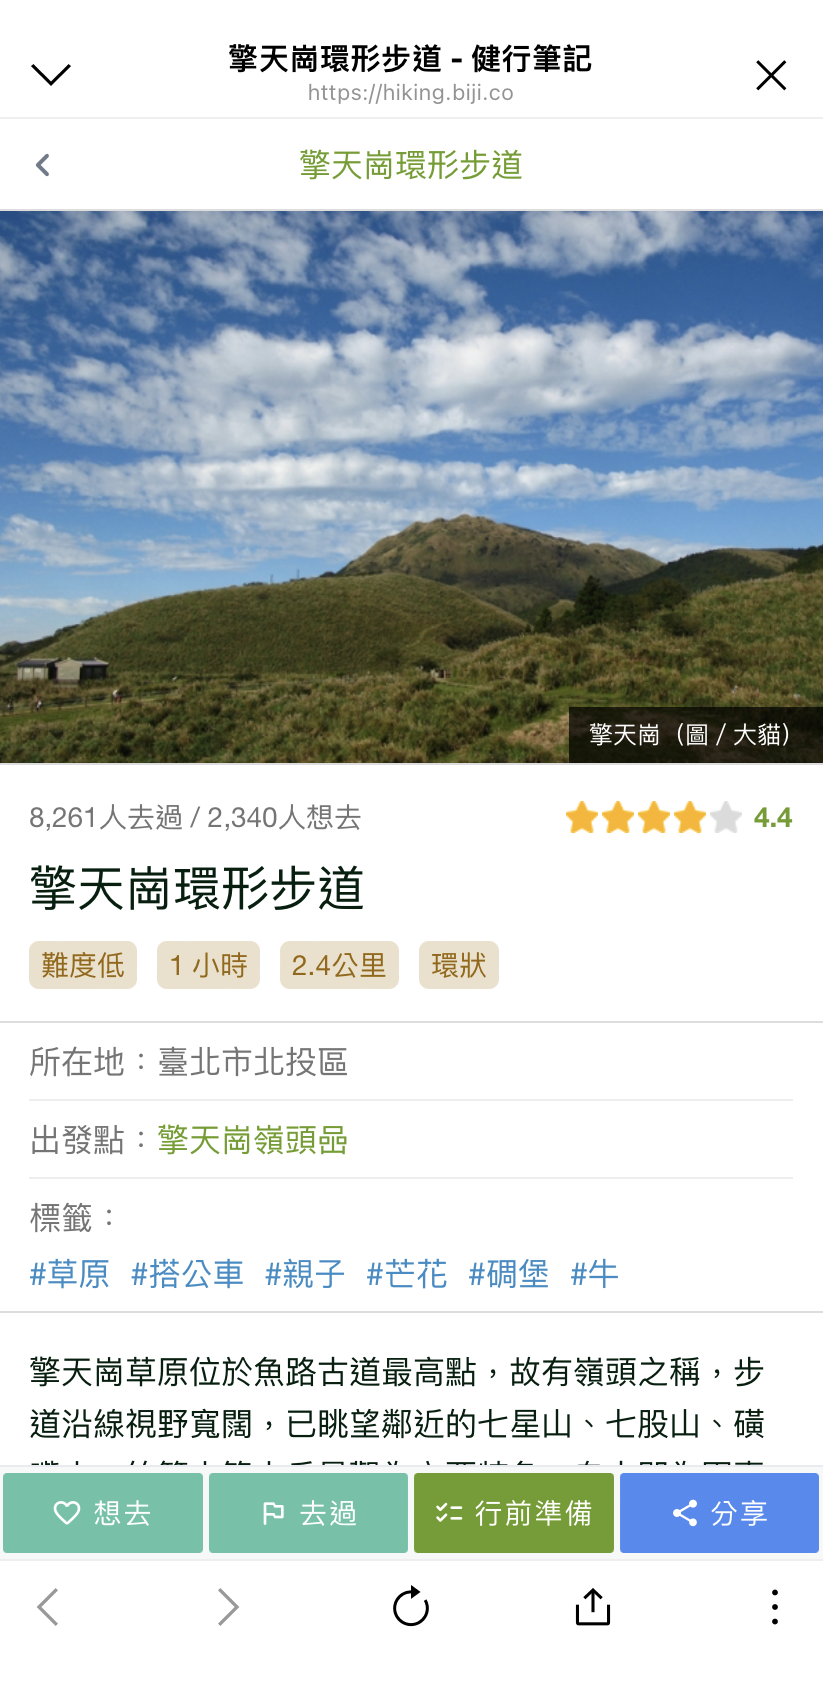 擎天崗環形步道 - 健行筆記
https://hiking.biji.co
擎天崗環形步道
擎天崗（圖 / 大貓）
8,261人去過 / 2,340人想去
4.4
擎天崗環形步道
難度低 1 小時 2.4公里 環狀
所在地：臺北市北投區
出發點：擎天崗嶺頭嵒
標籤：
#草原 #搭公車 #親子 #芒花 #碉堡 #牛
擎天崗草原位於魚路古道最高點，故有嶺頭之稱，步
道沿線視野寬闊，已眺望鄰近的七星山、七股山、磺
想去 去過 行前準備 分享